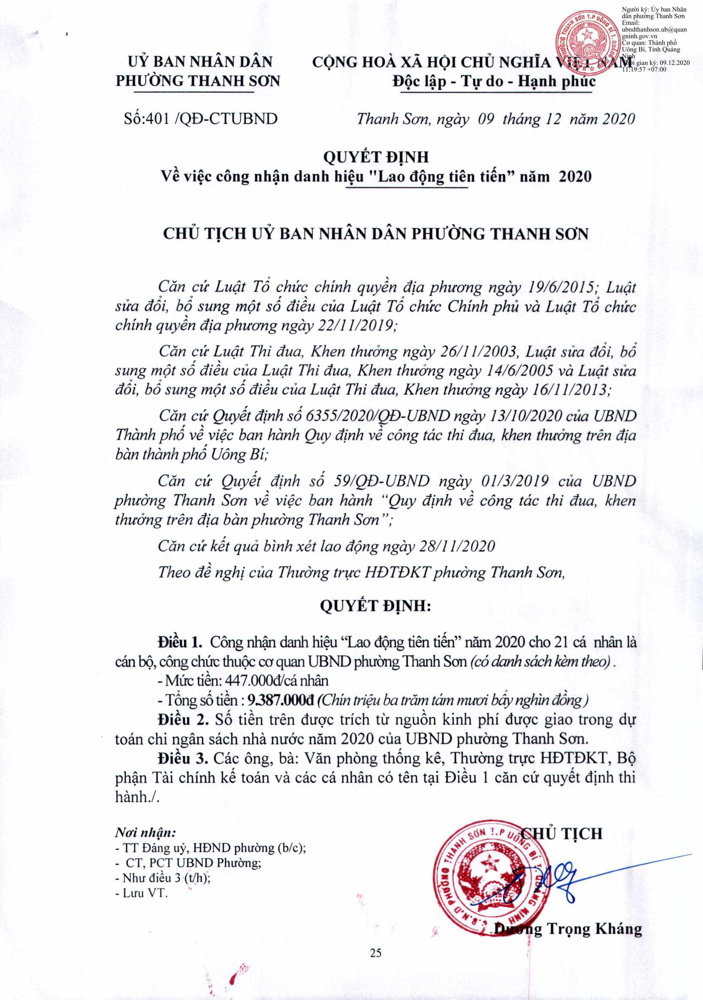 Người ký: Ủy ban Nhân
dân phường Thanh Sơn
Email:
ubndthanhson.ub@quan
gninh.gov.vn
Cơ quan: Thành phố
Uông Bí, Tỉnh Quảng
Ninh
Thời gian ký: 09.12.2020
11:19:57 +07:00
UỶ BAN NHÂN DÂN
PHƯỜNG THANH SƠN
CỘNG HOÀ XÃ HỘI CHỦ NGHĨA VIỆT NAM
Độc lập - Tự do - Hạnh phúc
Số:401 /QĐ-CTUBND
Thanh Sơn, ngày 09 tháng 12 năm 2020
QUYẾT ĐỊNH
Về việc công nhận danh hiệu "Lao động tiên tiến” năm 2020
CHỦ TỊCH UỶ BAN NHÂN DÂN PHƯỜNG THANH SƠN
Căn cứ Luật Tổ chức chính quyền địa phương ngày 19/6/2015; Luật
sửa đổi, bổ sung một số điều của Luật Tổ chức Chính phủ và Luật Tổ chức
chính quyền địa phương ngày 22/11/2019;
Căn cứ Luật Thi đua, Khen thưởng ngày 26/11/2003, Luật sửa đổi, bổ
sung một số điều của Luật Thi đua, Khen thưởng ngày 14/6/2005 và Luật sửa
đổi, bổ sung một số điều của Luật Thi đua, Khen thưởng ngày 16/11/2013;
Căn cứ Quyết định số 6355/2020/QĐ-UBND ngày 13/10/2020 của UBND
Thành phố về việc ban hành Quy định về công tác thi đua, khen thưởng trên địa
bàn thành phố Uông Bí;
Căn cứ Quyết định số 59/QĐ-UBND ngày 01/3/2019 của UBND
phường Thanh Sơn về việc ban hành “Quy định về công tác thi đua, khen
thưởng trên địa bàn phường Thanh Sơn”;
Căn cứ kết quả bình xét lao động ngày 28/11/2020
Theo đề nghị của Thường trực HĐTĐKT phường Thanh Sơn,
QUYẾT ĐỊNH:
Điều 1. Công nhận danh hiệu “Lao động tiên tiến” năm 2020 cho 21 cá nhân là
cán bộ, công chức thuộc cơ quan UBND phường Thanh Sơn (có danh sách kèm theo) .
- Mức tiền: 447.000đ/cá nhân
- Tổng số tiền : 9.387.000đ (Chín triệu ba trăm tám mươi bẩy nghìn đồng )
Điều 2. Số tiền trên được trích từ nguồn kinh phí được giao trong dự
toán chi ngân sách nhà nước năm 2020 của UBND phường Thanh Sơn.
Điều 3. Các ông, bà: Văn phòng thống kê, Thường trực HĐTĐKT, Bộ
phận Tài chính kế toán và các cá nhân có tên tại Điều 1 căn cứ quyết định thi
hành./.
Nơi nhận:
- TT Đảng uỷ, HĐND phường (b/c);
- CT, PCT UBND Phường;
- Như điều 3 (t/h);
- Lưu VT.
CHỦ TỊCH
U.B.N.D PHƯỜNG THANH SƠN T.P UÔNG BÍ T. QUẢNG NINH
Dương Trọng Kháng
25